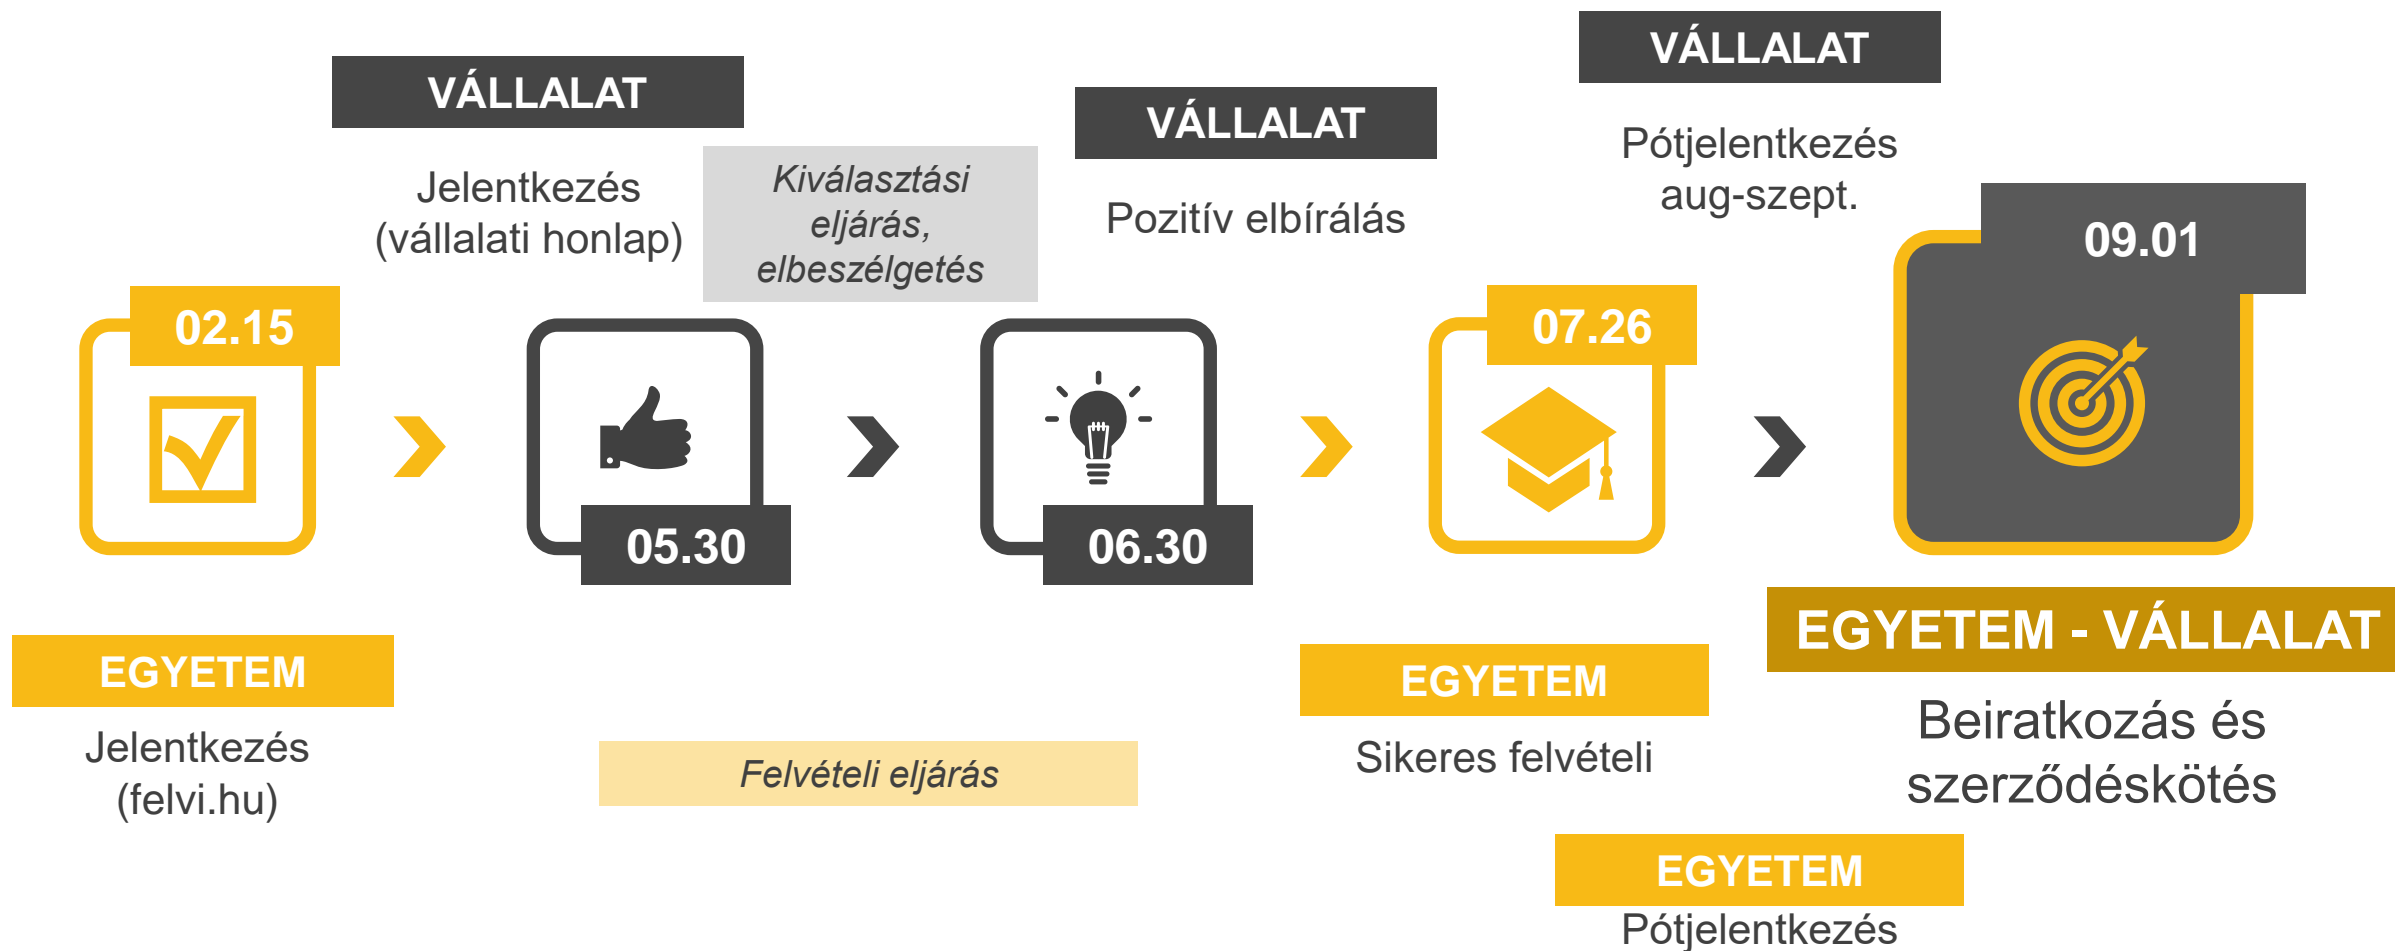 VÁLLALAT
Jelentkezés
(vállalati honlap)
Kiválasztási
eljárás,
elbeszélgetés
VÁLLALAT
Pozitív elbírálás
VÁLLALAT
Pótjelentkezés
aug-szept.
02.15
05.30
06.30
07.26
09.01
EGYETEM
Jelentkezés
(felvi.hu)
Felvételi eljárás
EGYETEM
Sikeres felvételi
EGYETEM - VÁLLALAT
Beiratkozás és
szerződéskötés
EGYETEM
Pótjelentkezés